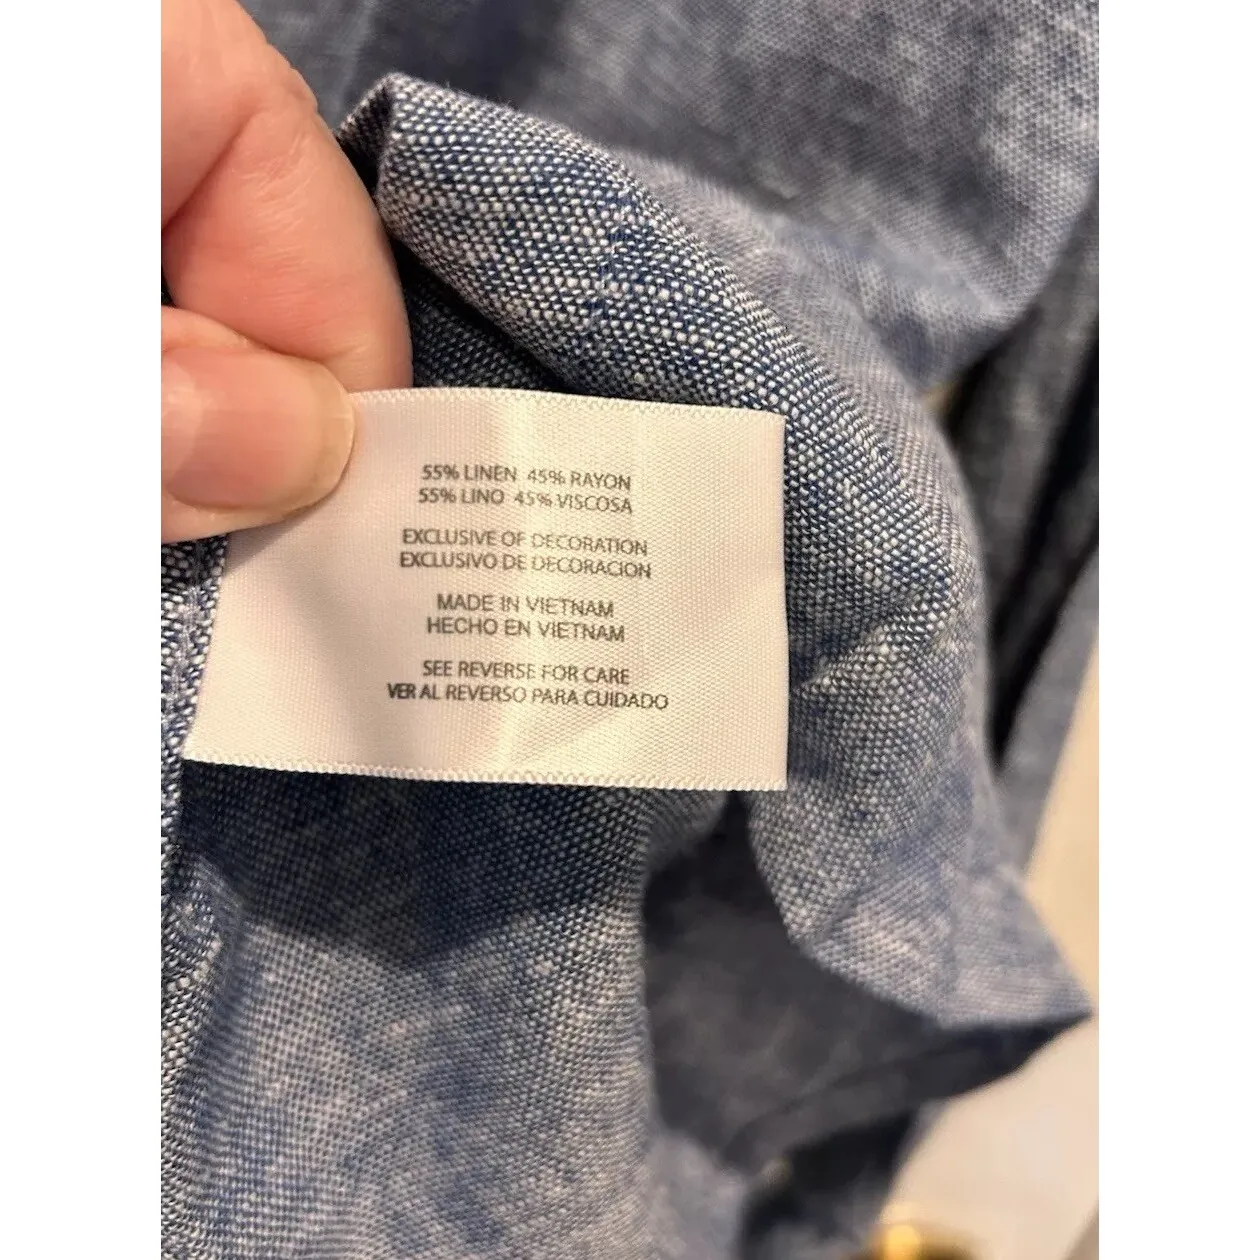 55% LINEN 45% RAYON
55% LINO 45% VISCOSA
EXCLUSIVE OF DECORATION
EXCLUSIVO DE DECORACION
MADE IN VIETNAM
HECHO EN VIETNAM
SEE REVERSE FOR CARE
VER AL REVERSO PARA CUIDADO